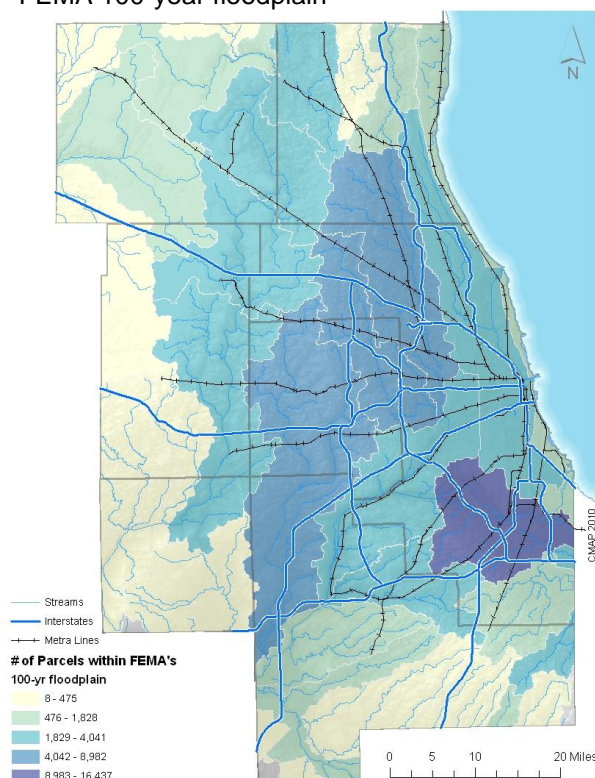 FEMA 100-year floodplain
N
CMAP 2010
Streams
Interstates
Metra Lines
# of Parcels within FEMA's
100-yr floodplain
8 - 475
476 - 1,828
1,829 - 4,041
4,042 - 8,982
8,983 - 16,437
0 5 10 20 Miles